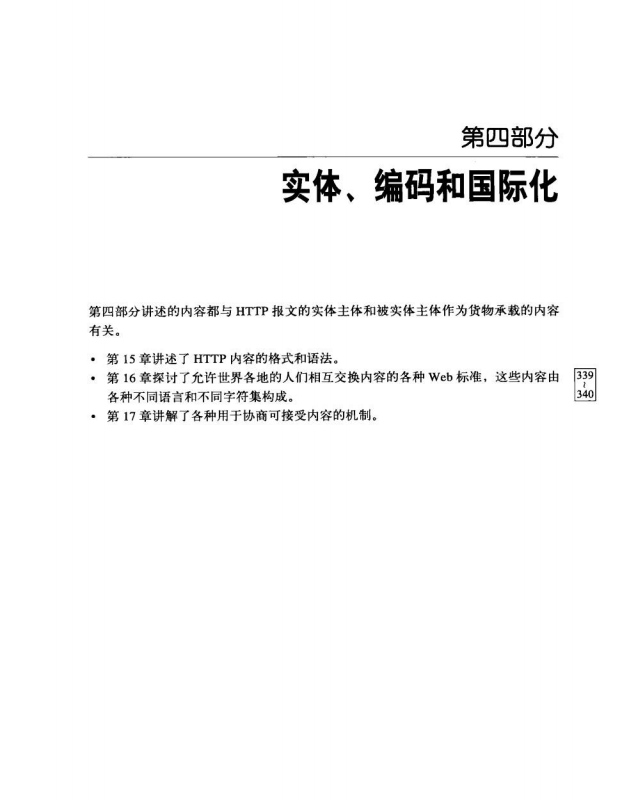 第四部分
实体、编码和国际化
第四部分讲述的内容都与 HTTP 报文的实体主体和被实体主体作为货物承载的内容
有关。
• 第 15 章讲述了 HTTP 内容的格式和语法。
• 第 16 章探讨了允许世界各地的人们相互交换内容的各种 Web 标准，这些内容由
各种不同语言和不同字符集构成。
• 第 17 章讲解了各种用于协商可接受内容的机制。
339
~
340